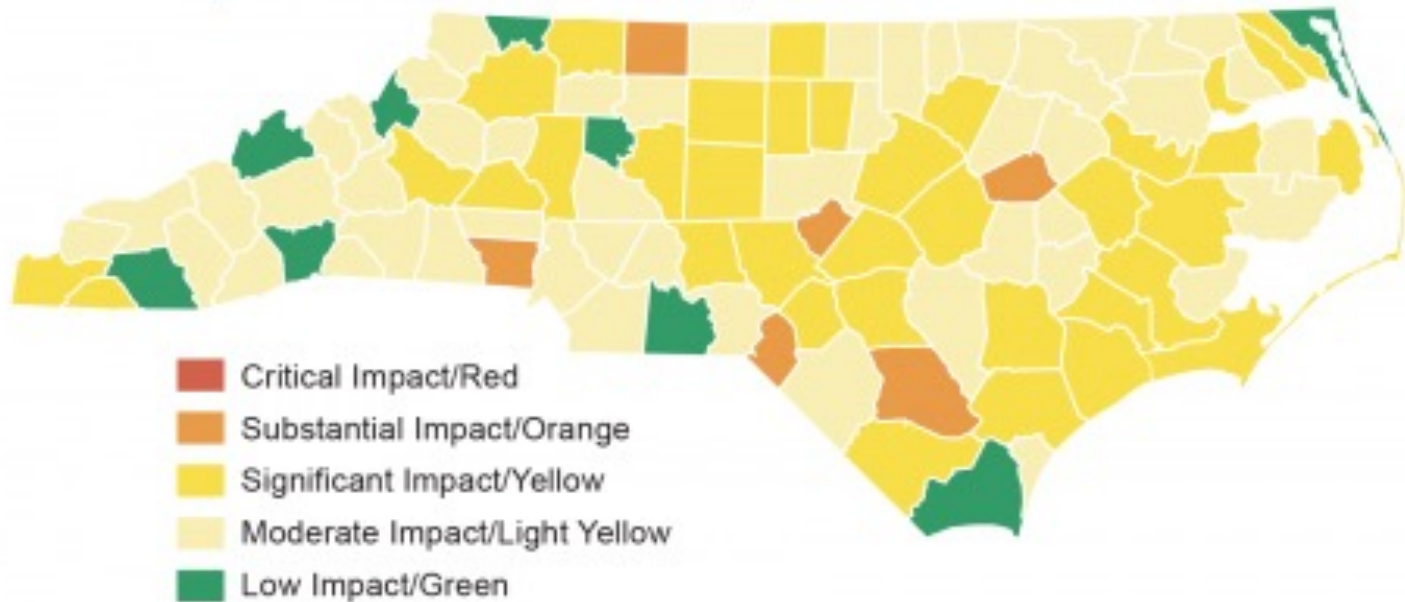 Critical Impact/Red
Substantial Impact/Orange
Significant Impact/Yellow
Moderate Impact/Light Yellow
Low Impact/Green